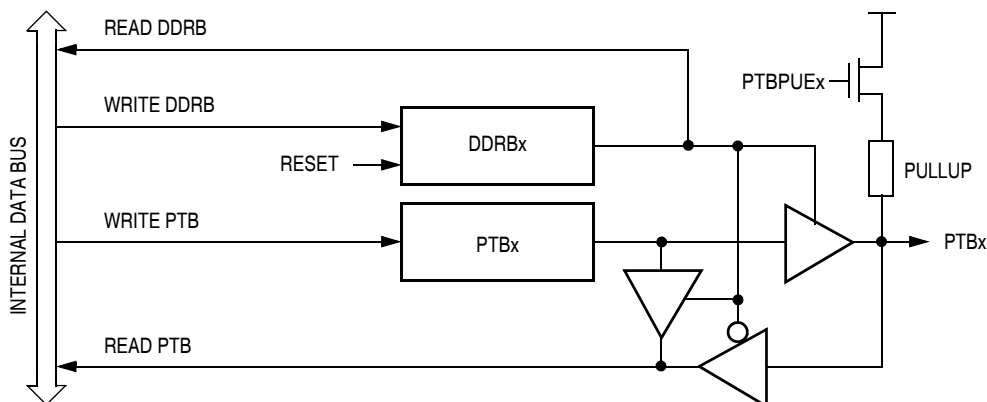 READ DDRB
PTBPUEx
WRITE DDRB
DDRBx
RESET
PULLUP
INTERNAL DATA BUS
WRITE PTB
PTBx
PTBx
READ PTB